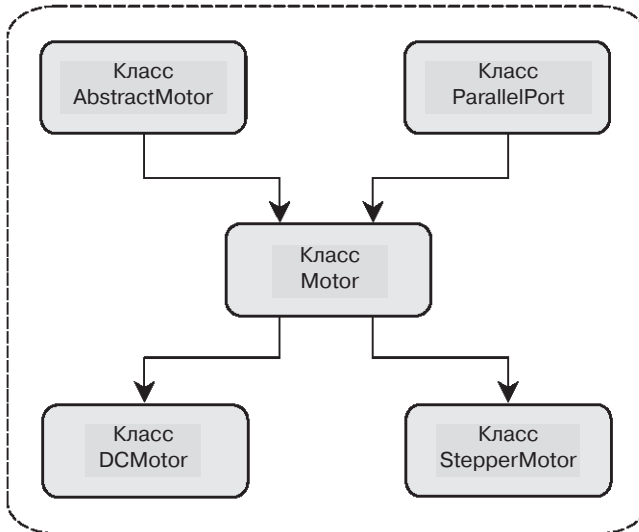 Класс
AbstractMotor
Класс
ParallelPort
Класс
Motor
Класс
DCMotor
Класс
StepperMotor